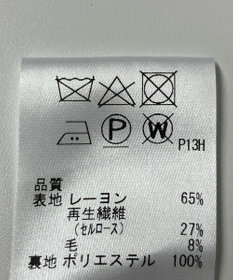 P W P13H
品質
表地 レーヨン 65%
再生繊維
(セルロース) 27%
毛 8%
裏地 ポリエステル 100%